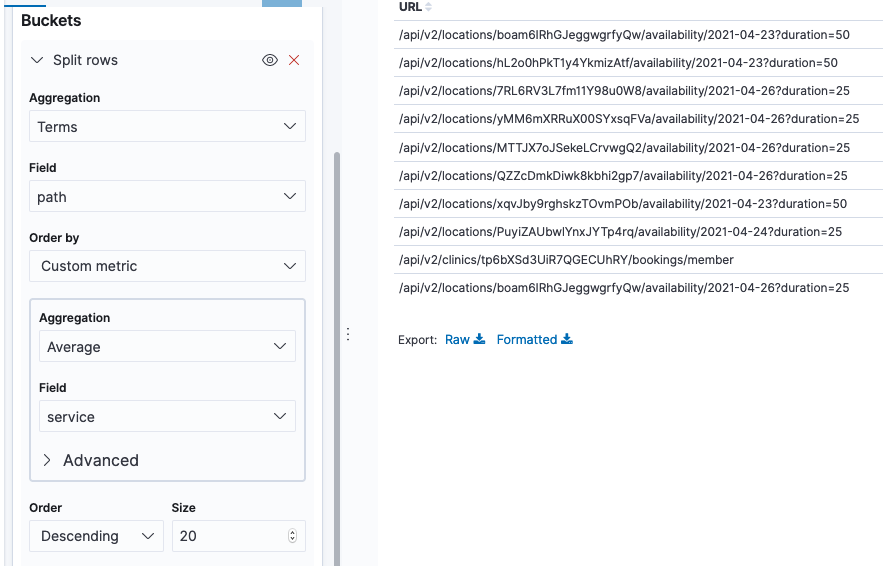 Buckets
Split rows
Aggregation
Terms
Field
path
Order by
Custom metric
Aggregation
Average
Field
service
Advanced
Order
Size
Descending
20
URL
/api/v2/locations/boam6lRhGJeggwgrfyQw/availability/2021-04-23?duration=50
/api/v2/locations/hL2o0hPkT1y4YkmizAtf/availability/2021-04-23?duration=50
/api/v2/locations/7RL6RV3L7fm11Y98u0W8/availability/2021-04-26?duration=25
/api/v2/locations/yMM6mXRRuX00SYxsqFVa/availability/2021-04-26?duration=25
/api/v2/locations/MTTJX7oJSekeLCrvwgQ2/availability/2021-04-26?duration=25
/api/v2/locations/QZZcDmkDiwk8kbhi2gp7/availability/2021-04-26?duration=25
/api/v2/locations/xqvJby9rghskzTOvmPOb/availability/2021-04-23?duration=50
/api/v2/locations/PuyiZAUbwlYnxJYTp4rq/availability/2021-04-24?duration=25
/api/v2/clinics/tp6bXSd3UiR7QGECUhRY/bookings/member
/api/v2/locations/boam6lRhGJeggwgrfyQw/availability/2021-04-26?duration=25
Export: Raw Formatted